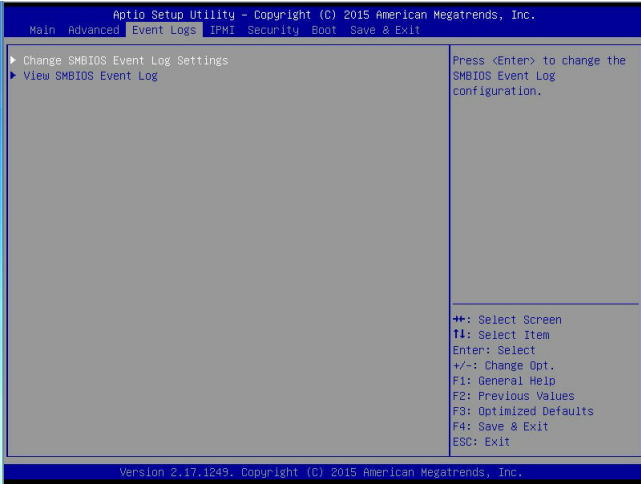 Aptio Setup Utility – Copyright (C) 2015 American Megatrends, Inc.
Main Advanced Event Logs IPMI Security Boot Save & Exit
▶ Change SMBIOS Event Log Settings
▶ View SMBIOS Event Log
Press <Enter> to change the
SMBIOS Event Log
configuration.
→←: Select Screen
↑↓: Select Item
Enter: Select
+/-: Change Opt.
F1: General Help
F2: Previous Values
F3: Optimized Defaults
F4: Save & Exit
ESC: Exit
Version 2.17.1249. Copyright (C) 2015 American Megatrends, Inc.